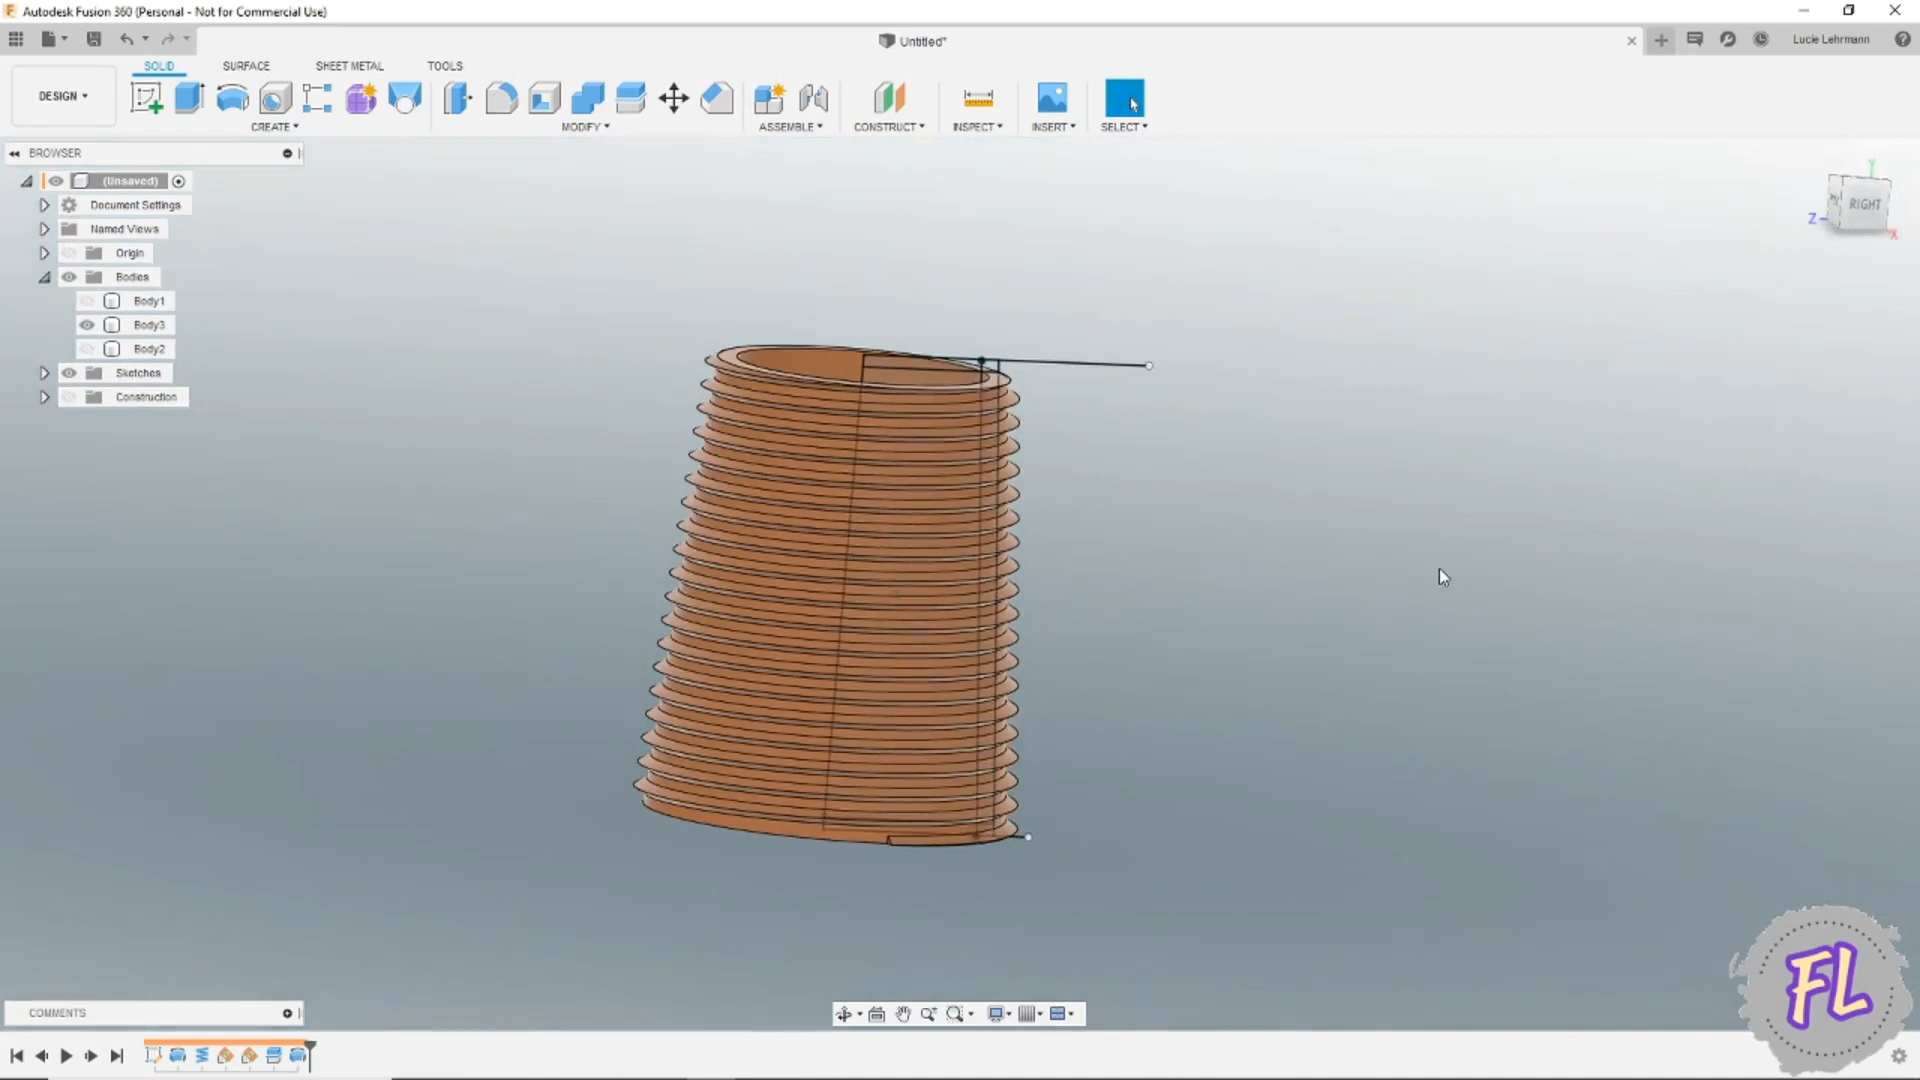 Autodesk Fusion 360 (Personal - Not for Commercial Use)
Untitled*
Lucie Lehrmann
SOLID SURFACE SHEET METAL TOOLS
DESIGN
CREATE MODIFY ASSEMBLE CONSTRUCT INSPECT INSERT SELECT
BROWSER
(Unsaved)
Document Settings
Named Views
Origin
Bodies
Body1
Body3
Body2
Sketches
Construction
Y
RIGHT
Z
X
COMMENTS
FL